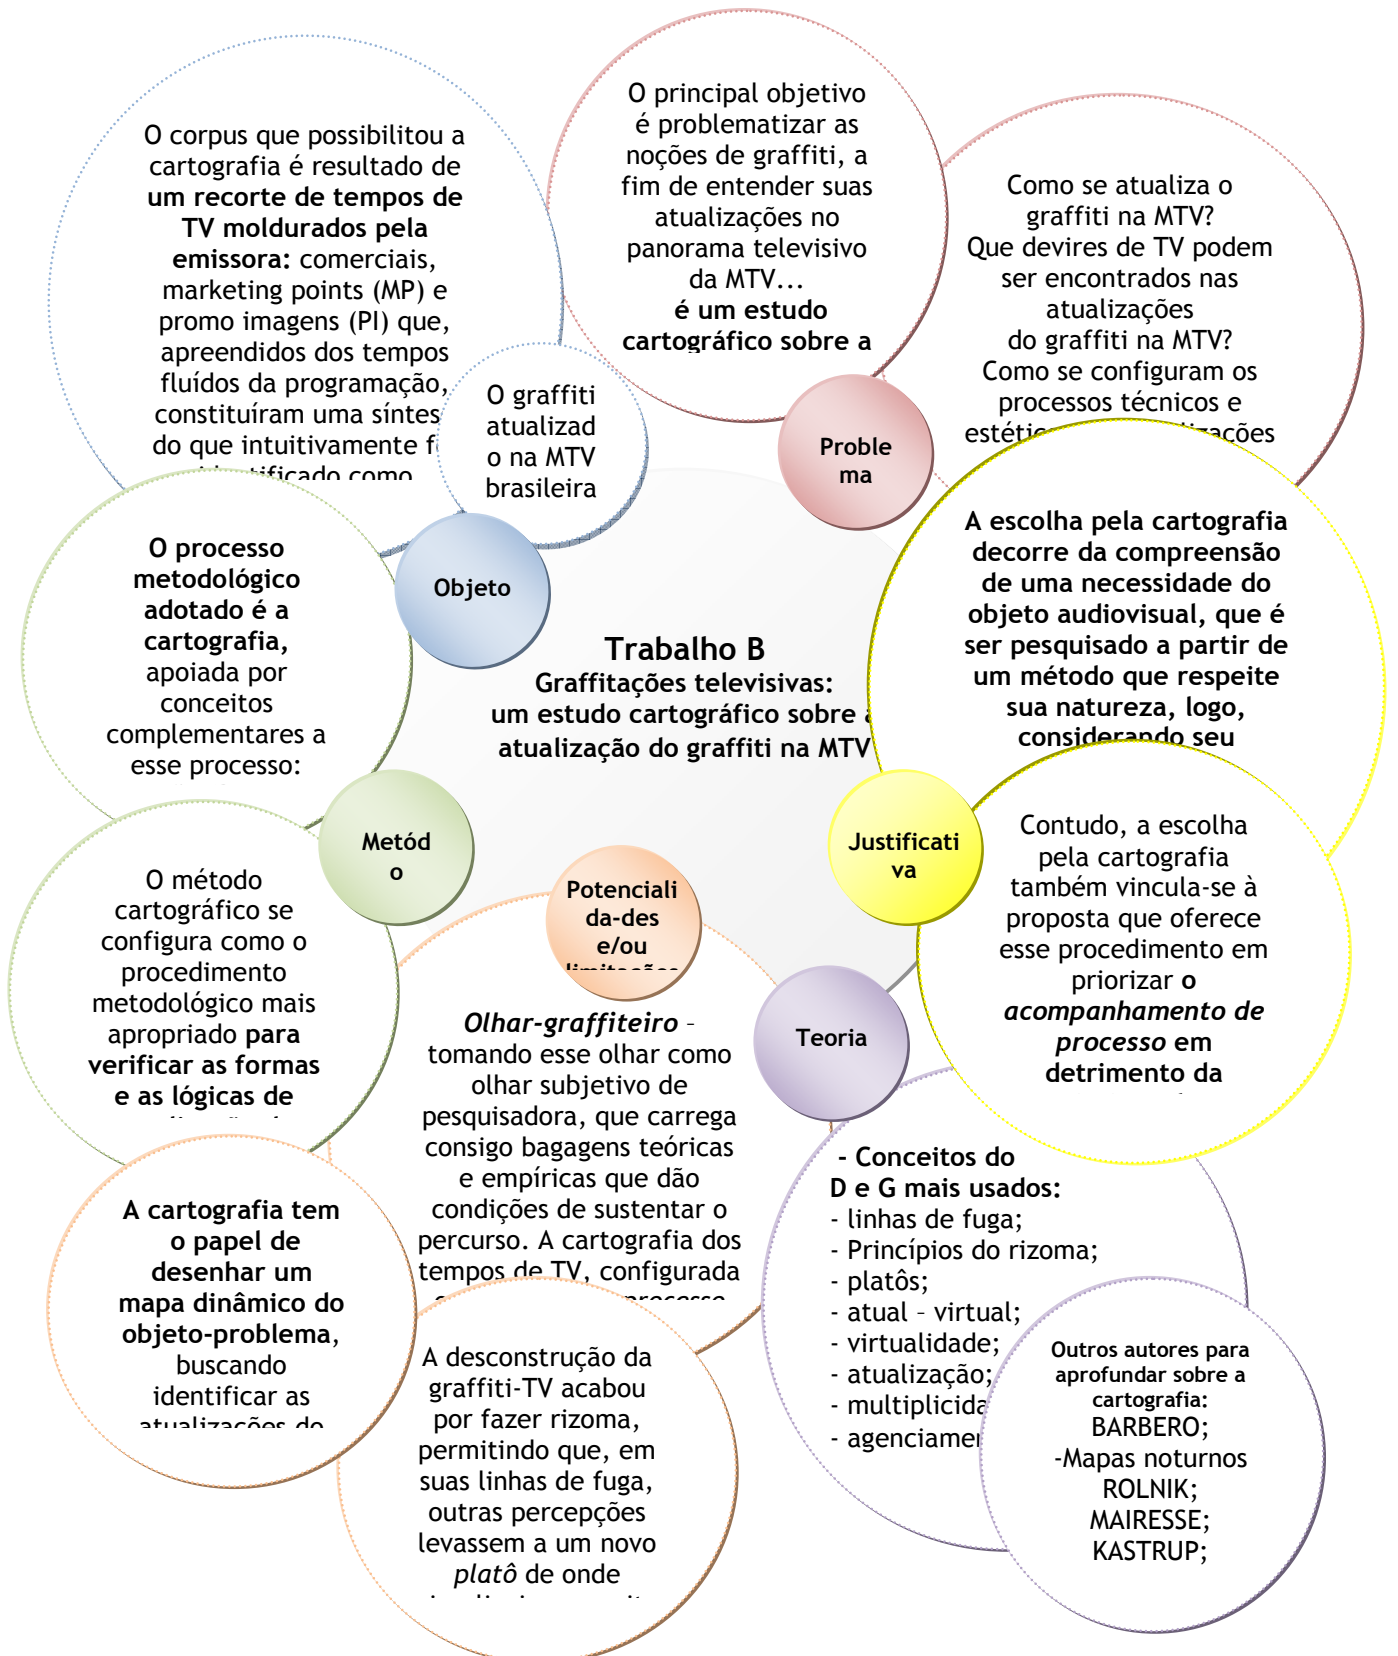 O corpus que possibilitou a
cartografia é resultado de
um recorte de tempos de
TV moldurados pela
emissora: comerciais,
marketing points (MP) e
promo imagens (PI) que,
apreendidos dos tempos
fluídos da programação,
constituíram uma síntes
do que intuitivamente f
como
O graffiti
atualizad
o na MTV
brasileira
Objeto
O principal objetivo
é problematizar as
noções de graffiti, a
fim de entender suas
atualizações no
panorama televisivo
da MTV...
é um estudo
cartográfico sobre a
Como se atualiza o
graffiti na MTV?
Que devires de TV podem
ser encontrados nas
atualizações
do graffiti na MTV?
Como se configuram os
processos técnicos e
Proble
ma
Trabalho B
Graffitações televisivas:
um estudo cartográfico sobre a
atualização do graffiti na MTV
O processo
metodológico
adotado é a
cartografia,
apoiada por
conceitos
complementares a
esse processo:
Metód
o
O método
cartográfico se
configura como o
procedimento
metodológico mais
apropriado para
verificar as formas
e as lógicas de
A escolha pela cartografia
decorre da compreensão
de uma necessidade do
objeto audiovisual, que é
ser pesquisado a partir de
um método que respeite
sua natureza, logo,
considerando seu
Justificati
va
Contudo, a escolha
pela cartografia
também vincula-se à
proposta que oferece
esse procedimento em
priorizar o
acompanhamento de
processo em
detrimento da
Potenciali
da-des
e/ou
limitações
Olhar-graffiteiro –
tomando esse olhar como
olhar subjetivo de
pesquisadora, que carrega
consigo bagagens teóricas
e empíricas que dão
condições de sustentar o
percurso. A cartografia dos
tempos de TV, configurada
A cartografia tem
o papel de
desenhar um
mapa dinâmico do
objeto-problema,
buscando
identificar as
atualizações do
A desconstrução da
graffiti-TV acabou
por fazer rizoma,
permitindo que, em
suas linhas de fuga,
outras percepções
levassem a um novo
platô de onde
Teoria
- Conceitos do
D e G mais usados:
- linhas de fuga;
- Princípios do rizoma;
- platôs;
- atual – virtual;
- virtualidade;
- atualização;
- multiplicida
- agenciamen
Outros autores para
aprofundar sobre a
cartografia:
BARBERO;
-Mapas noturnos
ROLNIK;
MAIRESSE;
KASTRUP;